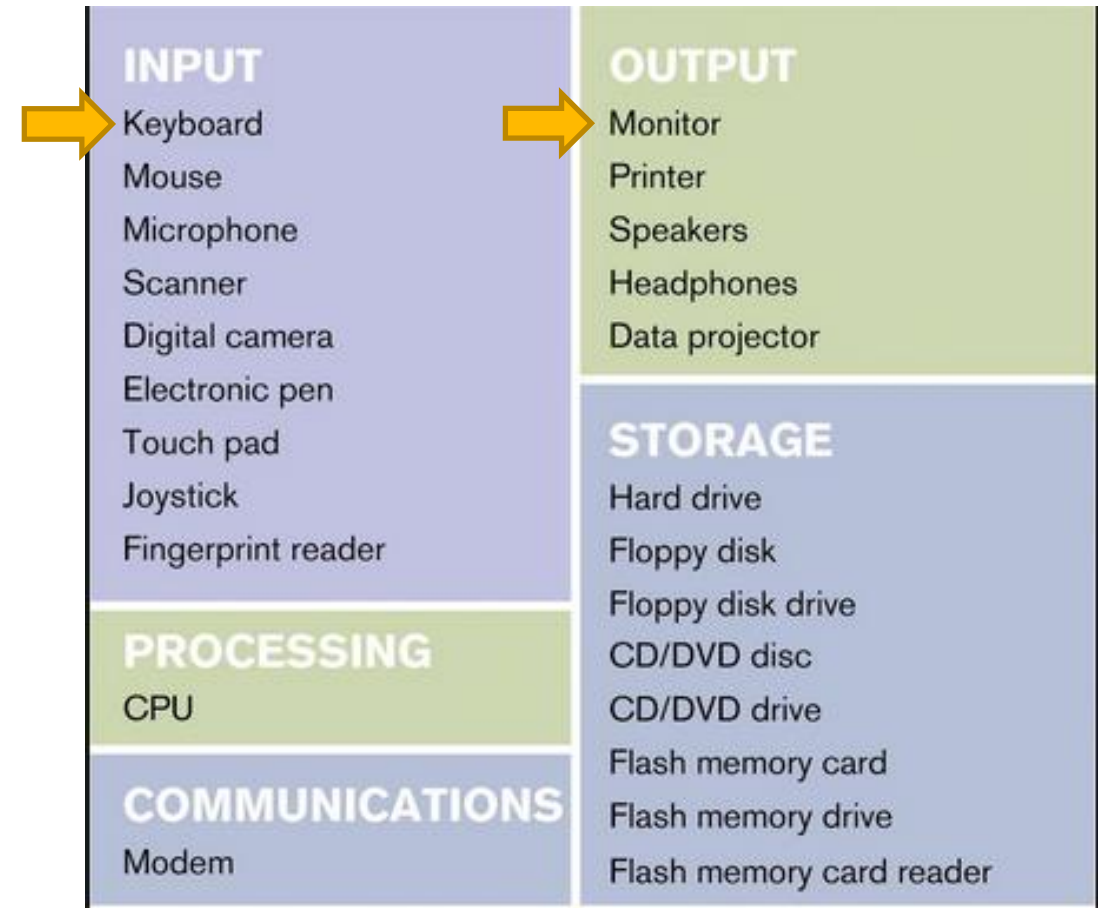 INPUT
Keyboard
Mouse
Microphone
Scanner
Digital camera
Electronic pen
Touch pad
Joystick
Fingerprint reader
PROCESSING
CPU
COMMUNICATIONS
Modem
OUTPUT
Monitor
Printer
Speakers
Headphones
Data projector
STORAGE
Hard drive
Floppy disk
Floppy disk drive
CD/DVD disc
CD/DVD drive
Flash memory card
Flash memory drive
Flash memory card reader